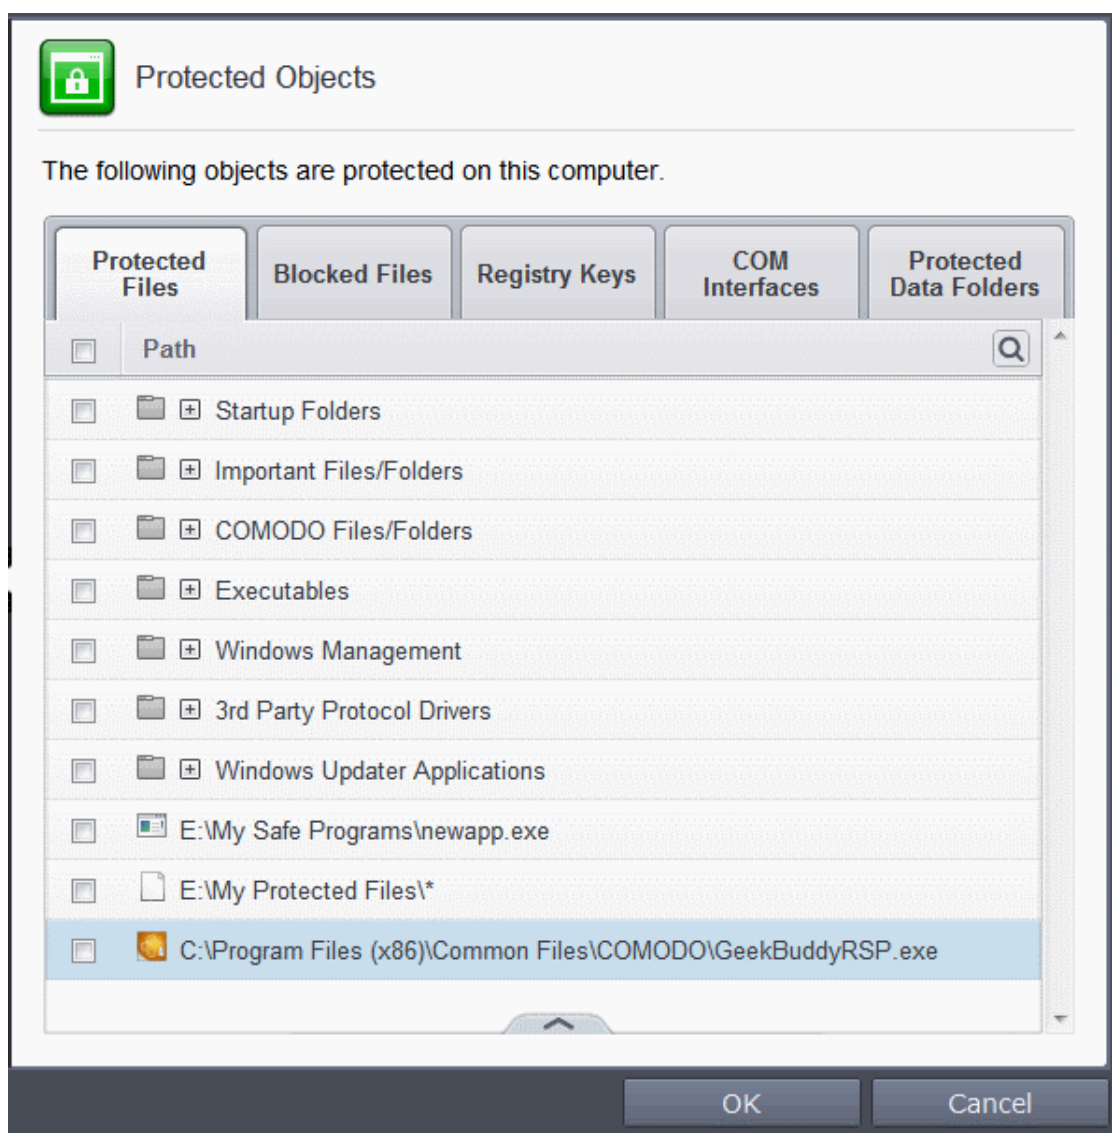 Protected Objects
The following objects are protected on this computer.
Protected
Files
Blocked Files
Registry Keys
COM
Interfaces
Protected
Data Folders
Path
Startup Folders
Important Files/Folders
COMODO Files/Folders
Executables
Windows Management
3rd Party Protocol Drivers
Windows Updater Applications
E:\My Safe Programs\newapp.exe
E:\My Protected Files\*
C:\Program Files (x86)\Common Files\COMODO\GeekBuddyRSP.exe
OK
Cancel